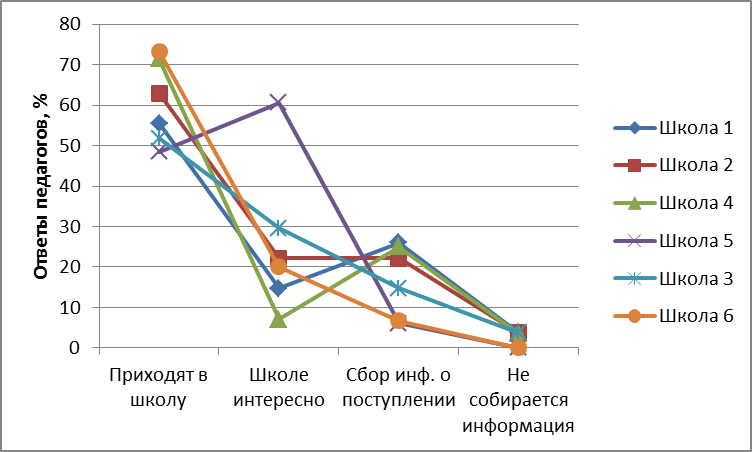 Ответы педагогов, %
80
70
60
50
40
30
20
10
0
Приходят в
школу
Школе
интересно
Сбор инф. о
поступлении
Не
собирается
информация
Школа 1
Школа 2
Школа 4
Школа 5
Школа 3
Школа 6